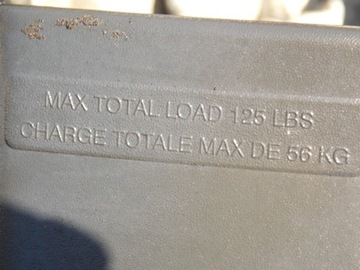 MAX TOTAL LOAD 125 LBS
CHARGE TOTALE MAX DE 56 KG